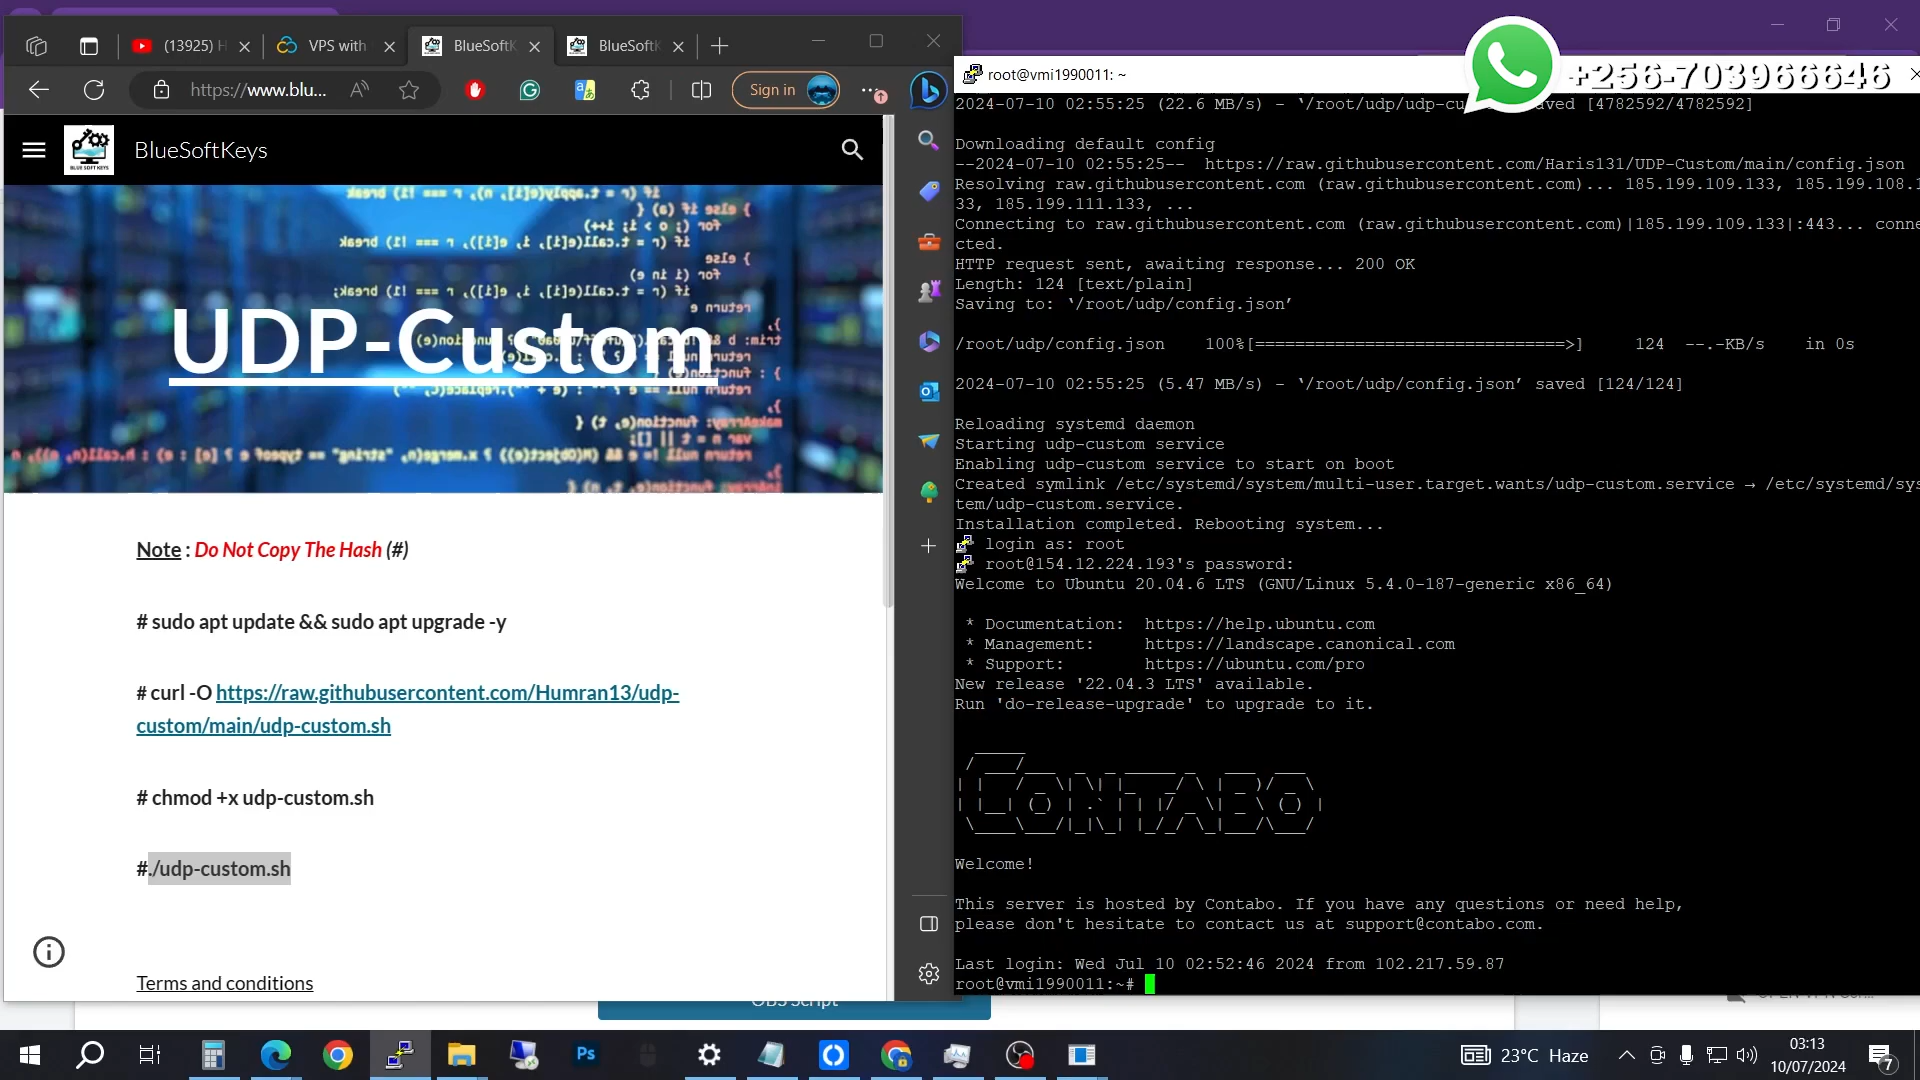 (13925) H
VPS with
BlueSoftK
BlueSoftK
https://www.blu...
Sign in
BlueSoftKeys
UDP-Custom
Note : Do Not Copy The Hash (#)
# sudo apt update && sudo apt upgrade -y
# curl -O https://raw.githubusercontent.com/Humran13/udp-
custom/main/udp-custom.sh
# chmod +x udp-custom.sh
#./udp-custom.sh
Terms and conditions
OBS Script
+256-703966646
root@vmi1990011: ~
2024-07-10 02:55:25 (22.6 MB/s) - ‘/root/udp/udp-cu saved [4782592/4782592]
Downloading default config
--2024-07-10 02:55:25-- https://raw.githubusercontent.com/Haris131/UDP-Custom/main/config.json
Resolving raw.githubusercontent.com (raw.githubusercontent.com)... 185.199.109.133, 185.199.108.1
33, 185.199.111.133, ...
Connecting to raw.githubusercontent.com (raw.githubusercontent.com)|185.199.109.133|:443... conne
cted.
HTTP request sent, awaiting response... 200 OK
Length: 124 [text/plain]
Saving to: ‘/root/udp/config.json’
/root/udp/config.json 100%[===============================>] 124 --.-KB/s in 0s
2024-07-10 02:55:25 (5.47 MB/s) - ‘/root/udp/config.json’ saved [124/124]
Reloading systemd daemon
Starting udp-custom service
Enabling udp-custom service to start on boot
Created symlink /etc/systemd/system/multi-user.target.wants/udp-custom.service → /etc/systemd/sys
tem/udp-custom.service.
Installation completed. Rebooting system...
login as: root
root@154.12.224.193's password:
Welcome to Ubuntu 20.04.6 LTS (GNU/Linux 5.4.0-187-generic x86_64)
* Documentation: https://help.ubuntu.com
* Management: https://landscape.canonical.com
* Support: https://ubuntu.com/pro
New release '22.04.3 LTS' available.
Run 'do-release-upgrade' to upgrade to it.
CONTABO
Welcome!
This server is hosted by Contabo. If you have any questions or need help,
please don't hesitate to contact us at support@contabo.com.
Last login: Wed Jul 10 02:52:46 2024 from 102.217.59.87
root@vmi1990011:~#
23°C Haze
03:13
10/07/2024
7